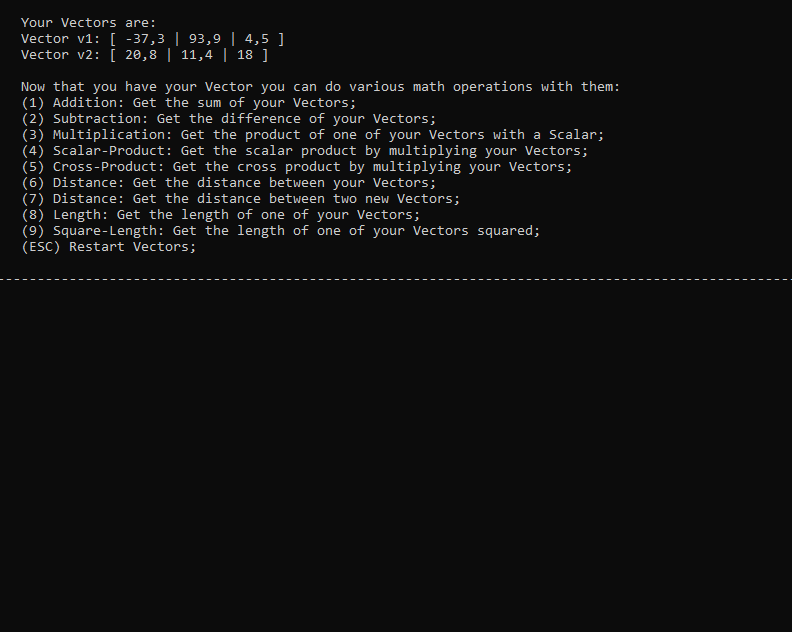 Your Vectors are:
Vector v1: [ -37,3 | 93,9 | 4,5 ]
Vector v2: [ 20,8 | 11,4 | 18 ]
Now that you have your Vector you can do various math operations with them:
(1) Addition: Get the sum of your Vectors;
(2) Subtraction: Get the difference of your Vectors;
(3) Multiplication: Get the product of one of your Vectors with a Scalar;
(4) Scalar-Product: Get the scalar product by multiplying your Vectors;
(5) Cross-Product: Get the cross product by multiplying your Vectors;
(6) Distance: Get the distance between your Vectors;
(7) Distance: Get the distance between two new Vectors;
(8) Length: Get the length of one of your Vectors;
(9) Square-Length: Get the length of one of your Vectors squared;
(ESC) Restart Vectors;
---------------------------------------------------------------------------------------------------